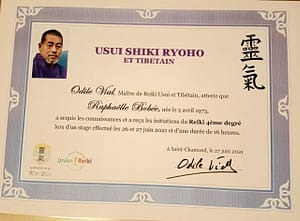 USUI SHIKI RYOHO
ET TIBETAIN
靈
氣
Odile Vial, Maître de Reiki Usui et Tibétain, atteste que
Raphaëlle Bobée, née le 2 avril 1973,
a acquis les connaissances et a reçu les initiations du Reiki 4ème degré
lors d'un stage effectué les 26 et 27 juin 2021 et d'une durée de 16 heures.
A Saint-Chamond, le 27 juin 2021
Odile Vial
Union Reiki